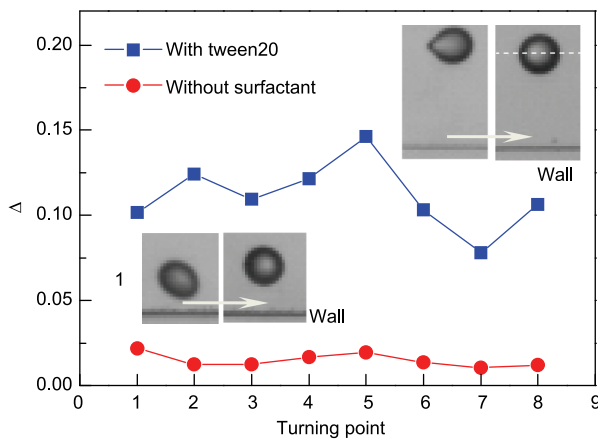 0.20
With tween20
Without surfactant
0.15
Wall
Δ
0.10
1
Wall
0.05
0.00
0 1 2 3 4 5 6 7 8 9
Turning point